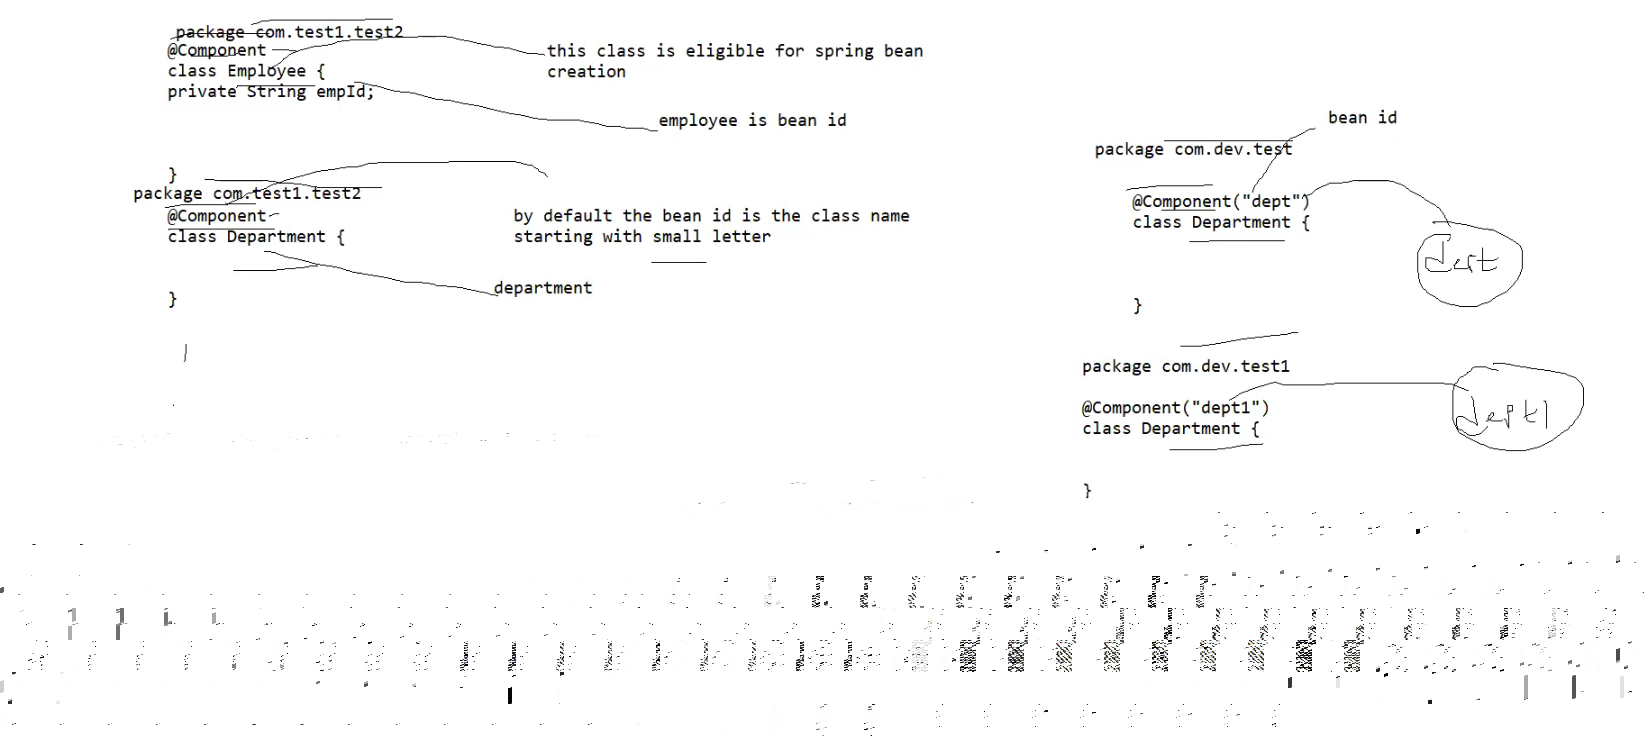 package com.test1.test2
@Component
class Employee {
private String empId;
this class is eligible for spring bean
creation
employee is bean id
}
package com.test1.test2
@Component
class Department {
by default the bean id is the class name
starting with small letter
department
}
bean id
package com.dev.test
@Component("dept")
class Department {
}
package com.dev.test1
@Component("dept1")
class Department {
dept1
}